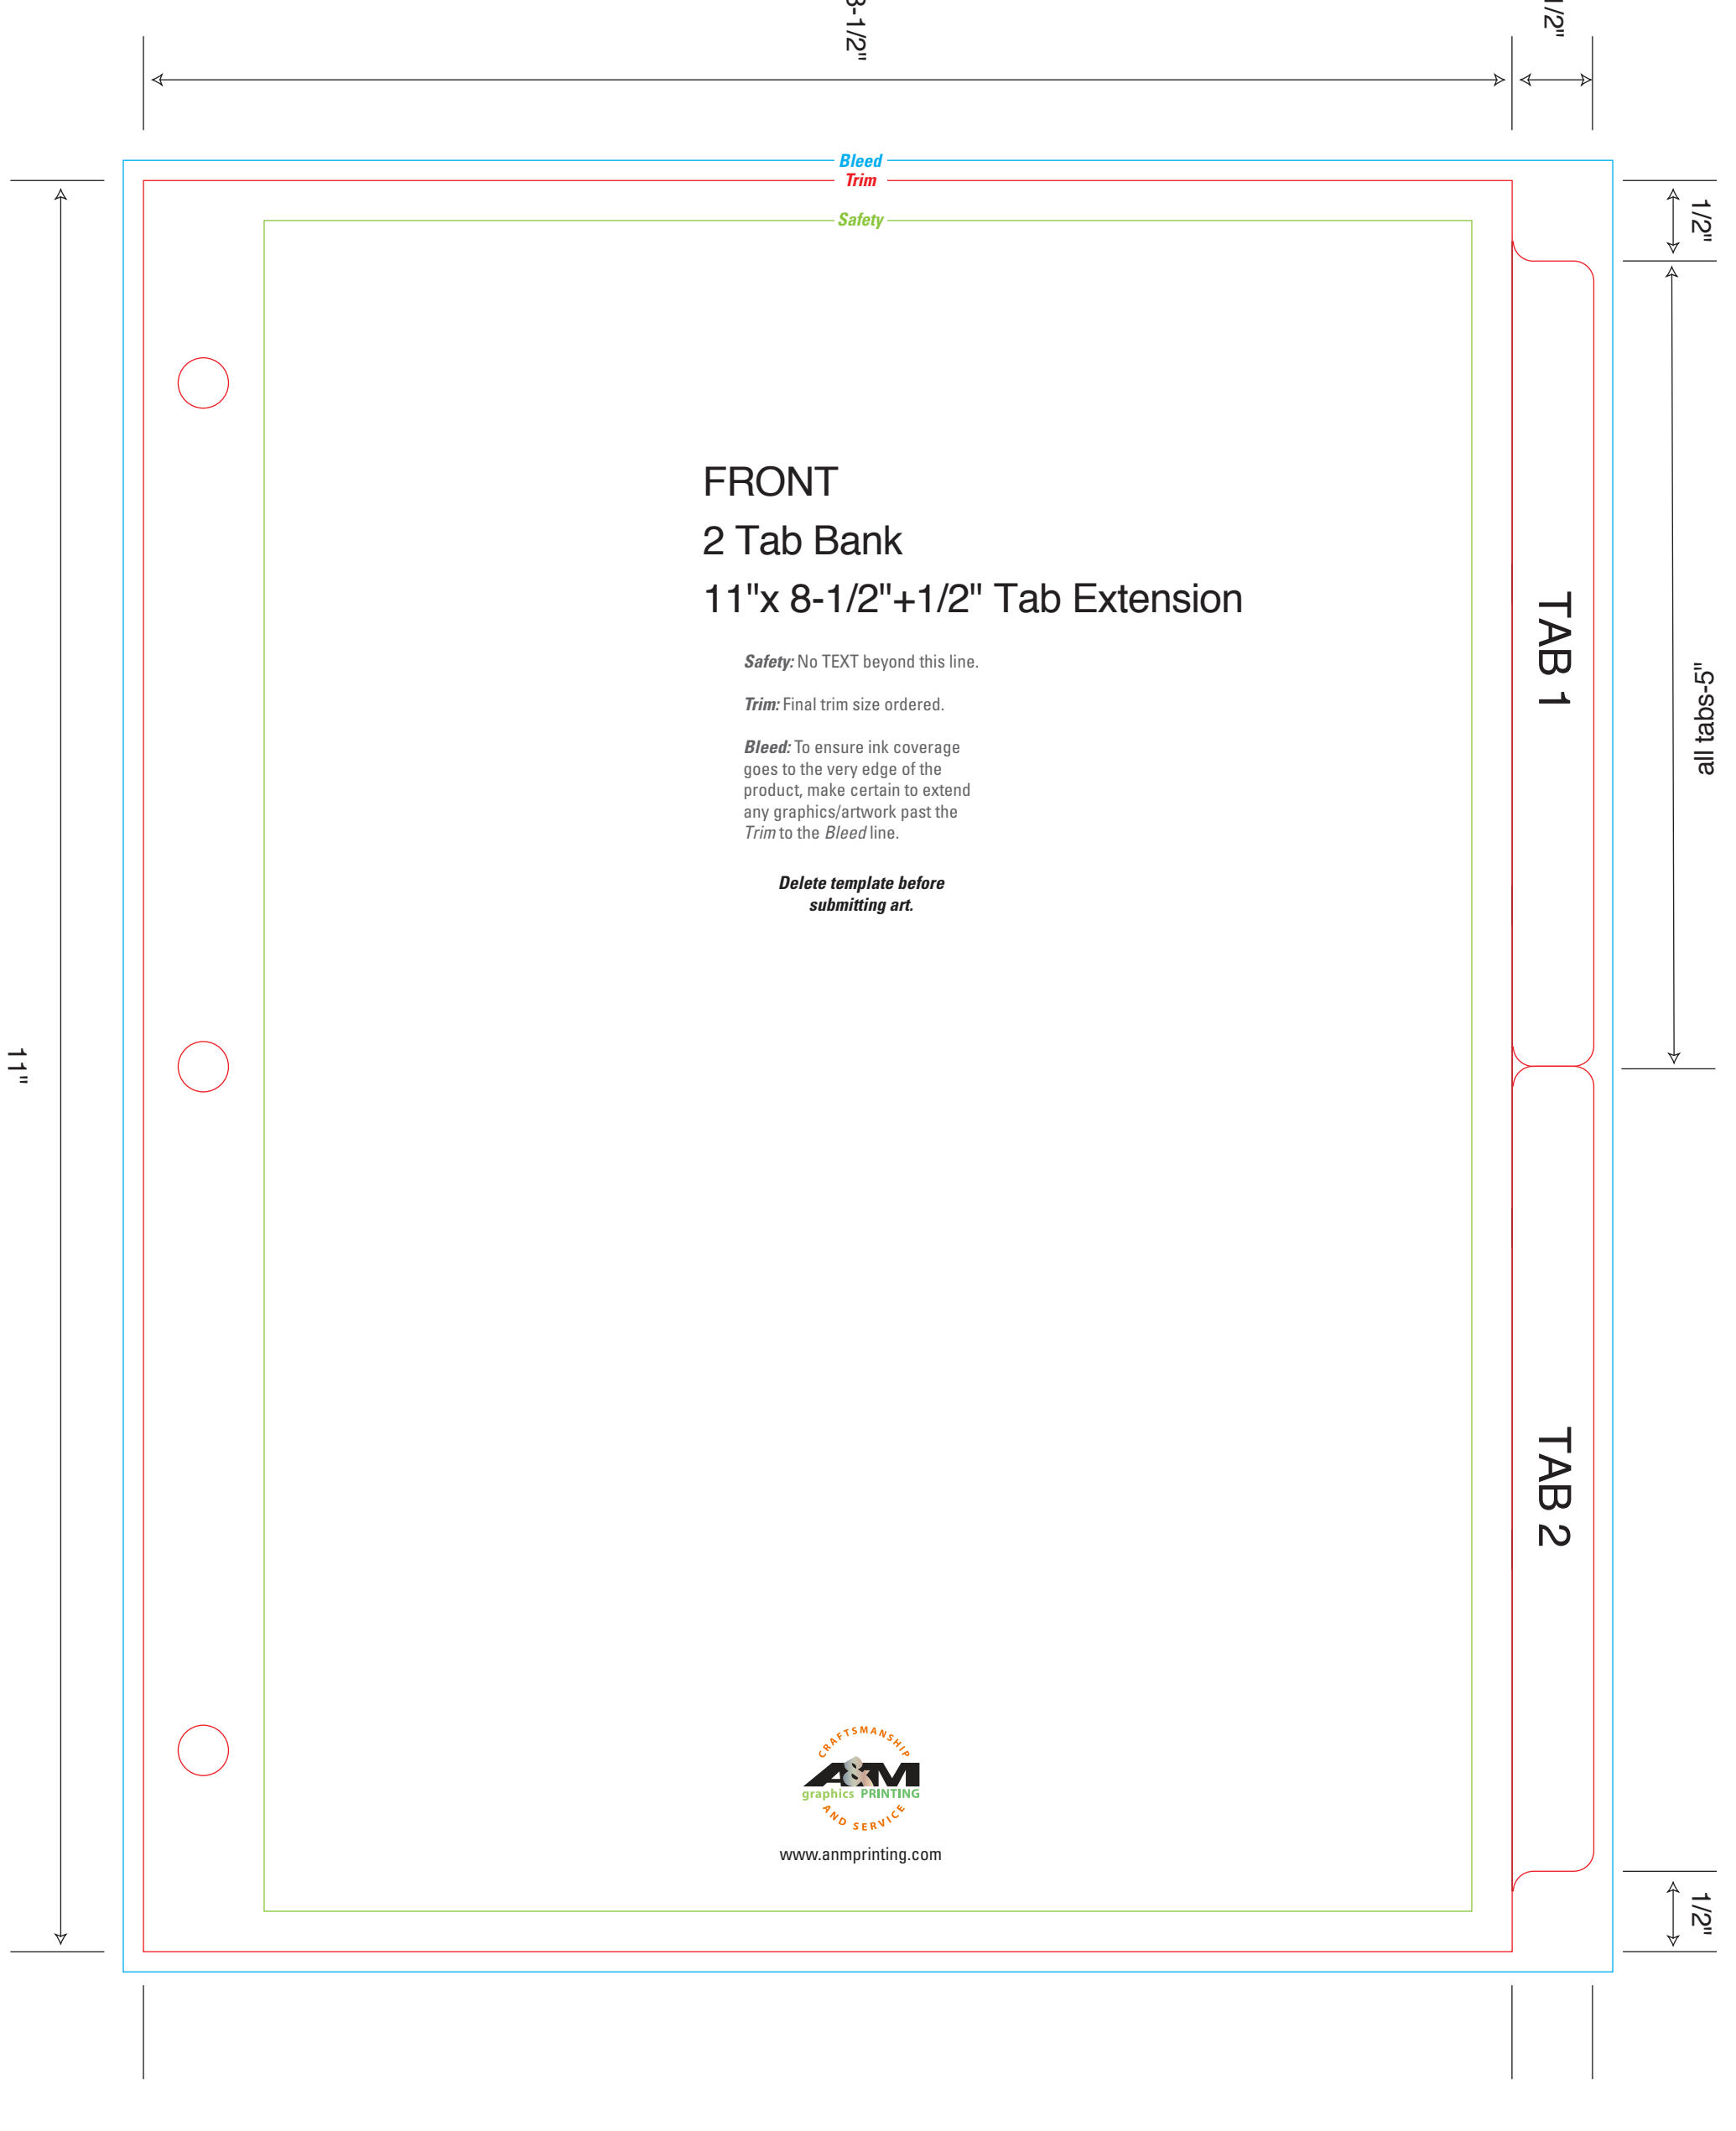 -1/2"
1/2"
Bleed
Trim
Safety
1/2"
FRONT
2 Tab Bank
11"x 8-1/2"+1/2" Tab Extension
Safety: No TEXT beyond this line.
Trim: Final trim size ordered.
Bleed: To ensure ink coverage
goes to the very edge of the
product, make certain to extend
any graphics/artwork past the
Trim to the Bleed line.
Delete template before
submitting art.
TAB 1
all tabs-5"
11"
TAB 2
CRAFTSMANSHIP
A&M
graphics PRINTING
AND SERVICE
www.anmprinting.com
1/2"